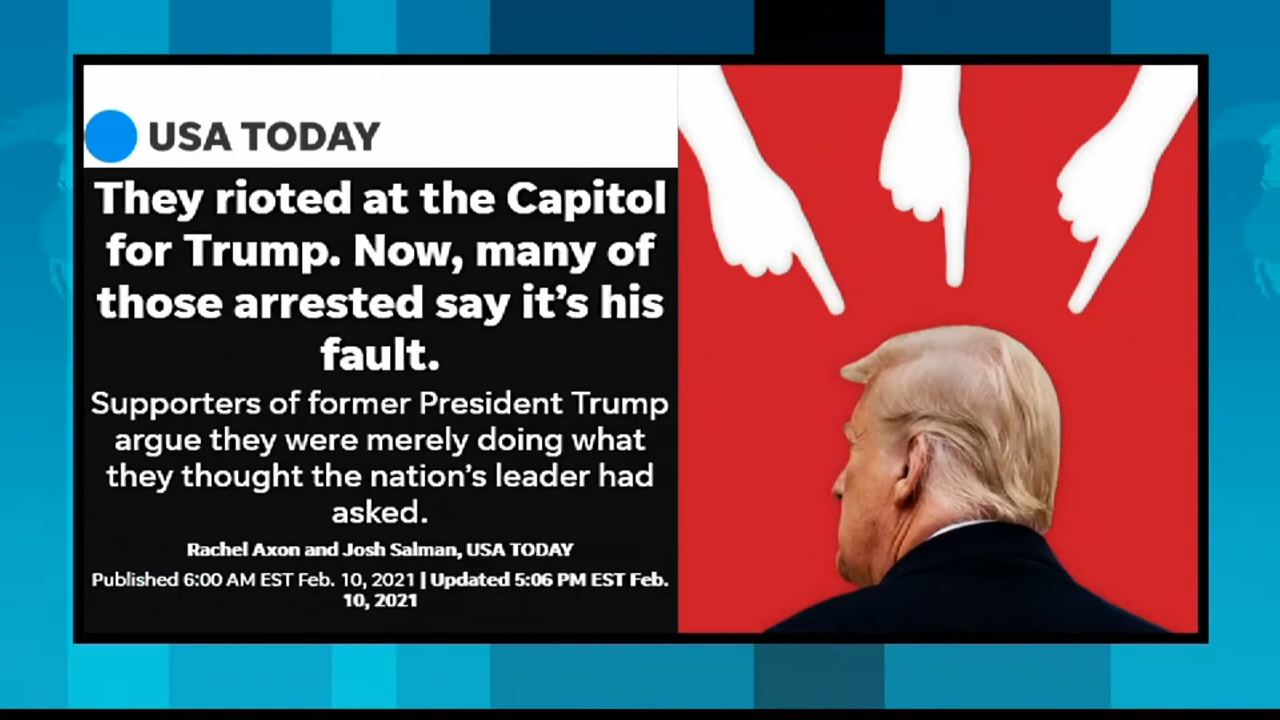 USA TODAY
They rioted at the Capitol
for Trump. Now, many of
those arrested say it's his
fault.
Supporters of former President Trump
argue they were merely doing what
they thought the nation's leader had
asked.
Rachel Axon and Josh Salman, USA TODAY
Published 6:00 AM EST Feb. 10, 2021 | Updated 5:06 PM EST Feb.
10, 2021